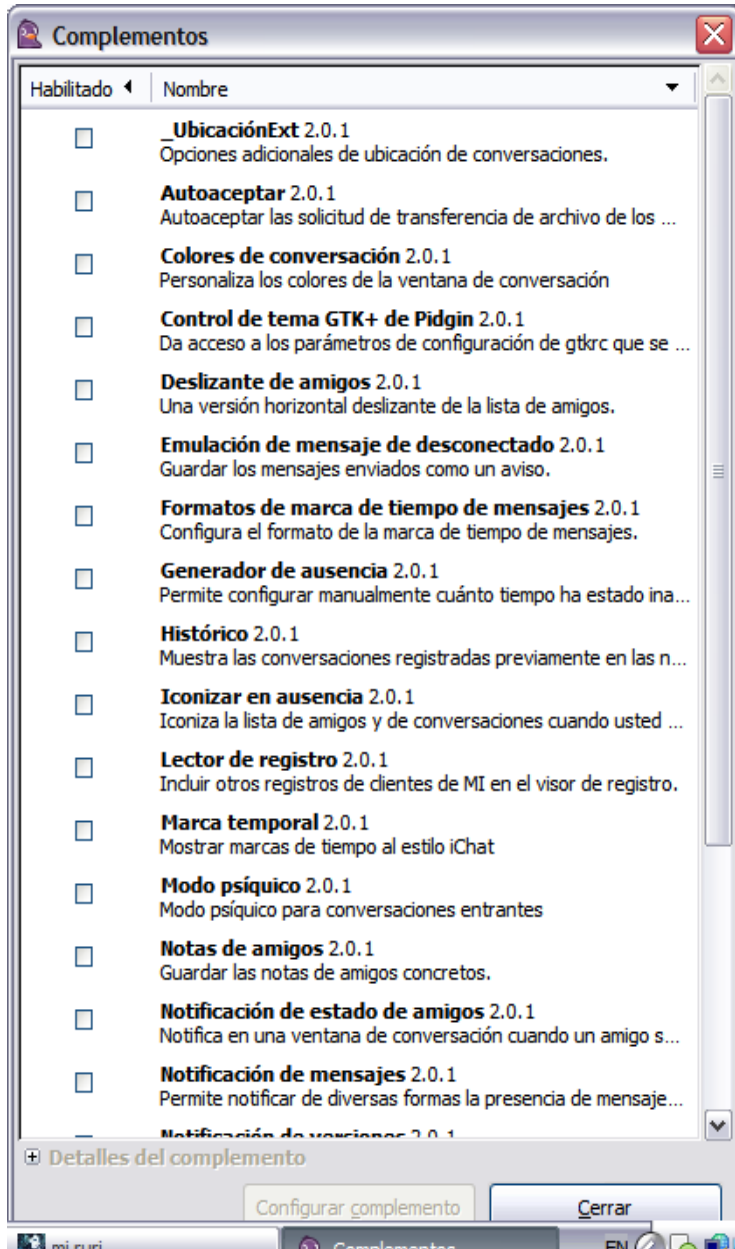 Complementos
Habilitado Nombre
_UbicaciónExt 2.0.1
Opciones adicionales de ubicación de conversaciones.
Autoaceptar 2.0.1
Autoaceptar las solicitud de transferencia de archivo de los ...
Colores de conversación 2.0.1
Personaliza los colores de la ventana de conversación
Control de tema GTK+ de Pidgin 2.0.1
Da acceso a los parámetros de configuración de gtkrc que se ...
Deslizante de amigos 2.0.1
Una versión horizontal deslizante de la lista de amigos.
Emulación de mensaje de desconectado 2.0.1
Guardar los mensajes enviados como un aviso.
Formatos de marca de tiempo de mensajes 2.0.1
Configura el formato de la marca de tiempo de mensajes.
Generador de ausencia 2.0.1
Permite configurar manualmente cuánto tiempo ha estado ina...
Histórico 2.0.1
Muestra las conversaciones registradas previamente en las n...
Iconizar en ausencia 2.0.1
Iconiza la lista de amigos y de conversaciones cuando usted ...
Lector de registro 2.0.1
Incluir otros registros de clientes de MI en el visor de registro.
Marca temporal 2.0.1
Mostrar marcas de tiempo al estilo iChat
Modo psíquico 2.0.1
Modo psíquico para conversaciones entrantes
Notas de amigos 2.0.1
Guardar las notas de amigos concretos.
Notificación de estado de amigos 2.0.1
Notifica en una ventana de conversación cuando un amigo s...
Notificación de mensajes 2.0.1
Permite notificar de diversas formas la presencia de mensaje...
Notificación de versiones 2.0.1
Detalles del complemento
Configurar complemento Cerrar
mi ruri Complementos EN